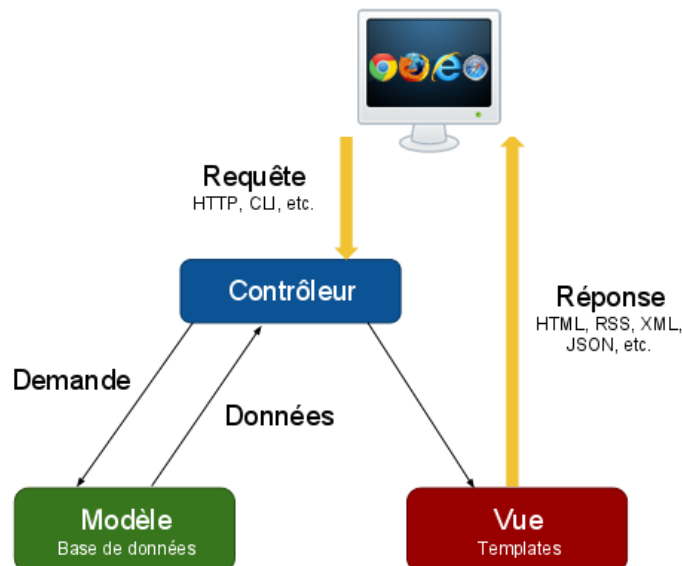 Requête
HTTP, CLI, etc.
Contrôleur
Réponse
HTML, RSS, XML,
JSON, etc.
Demande
Données
Modèle
Base de données
Vue
Templates